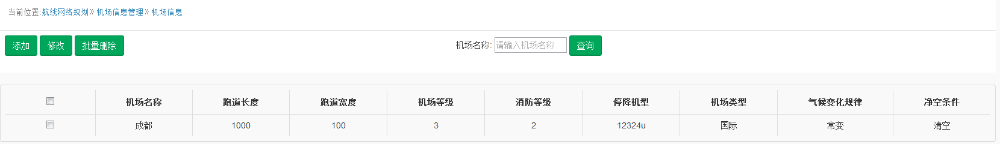 当前位置:航线网络规划» 机场信息管理» 机场信息
添加 修改 批量删除 机场名称: 请输入机场名称 查询
机场名称 跑道长度 跑道宽度 机场等级 消防等级 停降机型 机场类型 气候变化规律 净空条件
成都 1000 100 3 2 12324u 国际 常变 清空